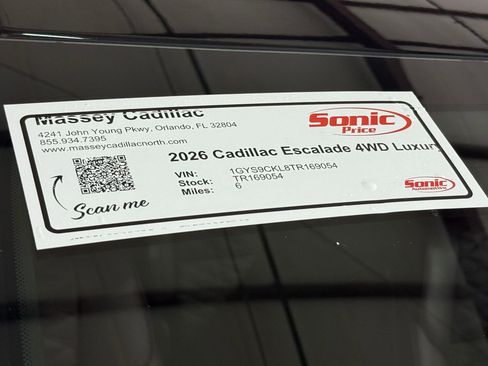 Massey Cadillac
4241 John Young Pkwy, Orlando, FL 32804
855.934.7395
www.masseycadillacnorth.com
Sonic
Price
2026 Cadillac Escalade 4WD Luxur
VIN: 1GYS9CKL8TR169054
Stock: TR169054
Miles: 6
Scan me
Sonic
Automotive